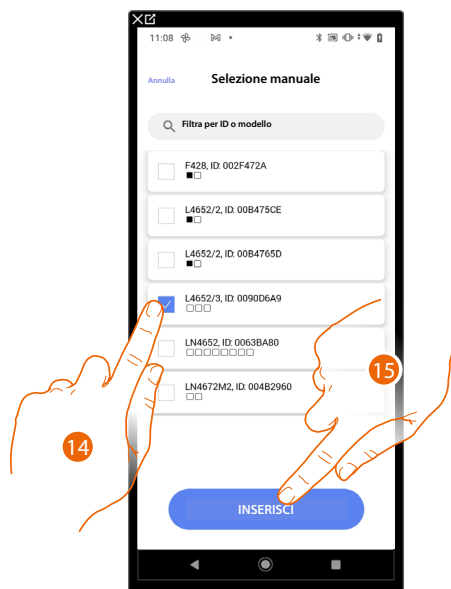 11:08
Annulla
Selezione manuale
Filtra per ID o modello
F428, ID: 002F472A
L4652/2, ID: 00B475CE
L4652/2, ID: 00B4765D
L4652/3, ID: 0090D6A9
LN4652, ID: 0063BA80
15
LN4672M2, ID: 004B2960
14
INSERISCI